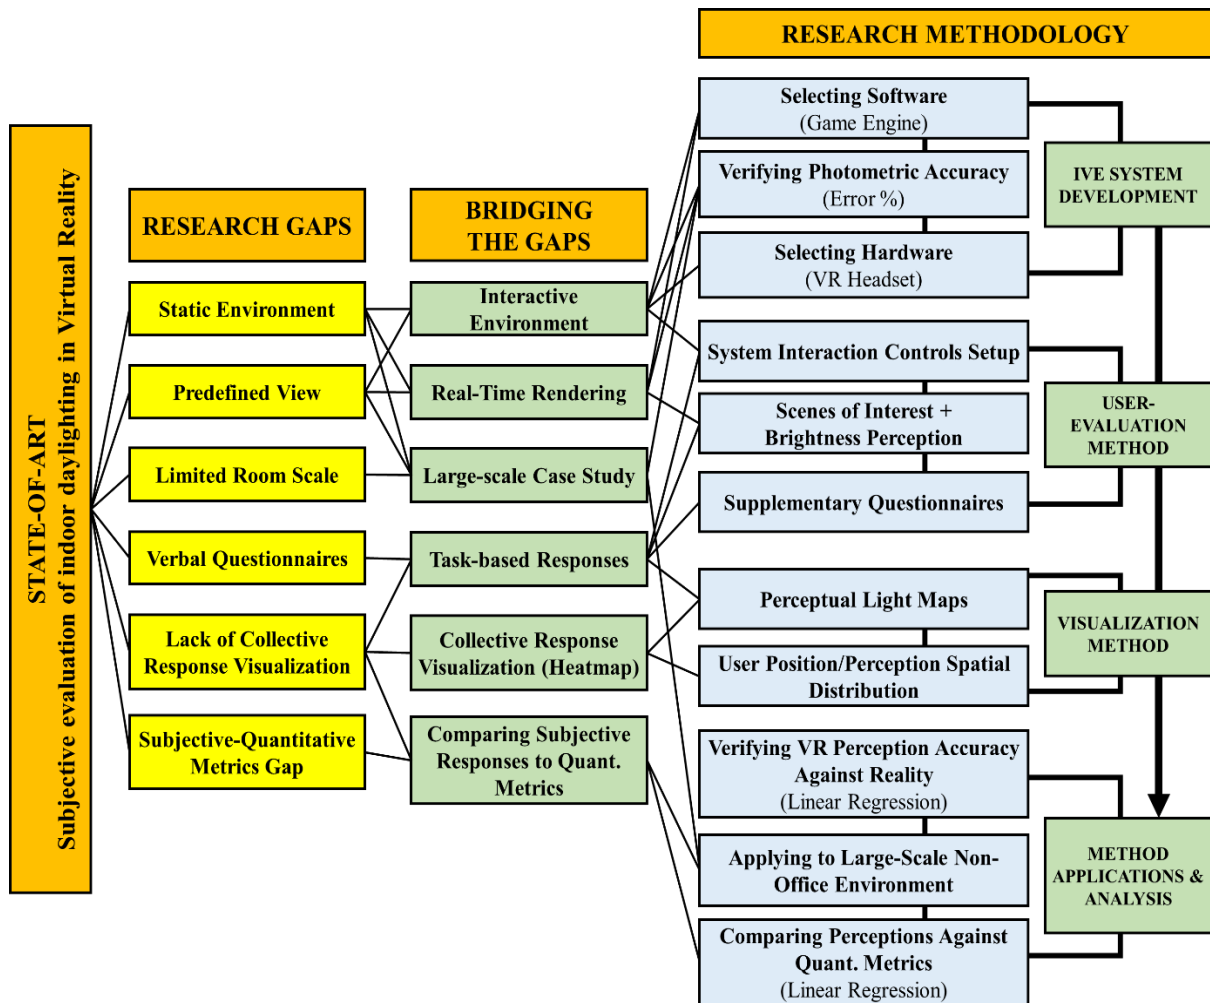 STATE-OF-ART
Subjective evaluation of indoor daylighting in Virtual Reality
RESEARCH GAPS
Static Environment
Predefined View
Limited Room Scale
Verbal Questionnaires
Lack of Collective
Response Visualization
Subjective-Quantitative
Metrics Gap
BRIDGING
THE GAPS
Interactive
Environment
Real-Time Rendering
Large-scale Case Study
Task-based Responses
Collective Response
Visualization (Heatmap)
Comparing Subjective
Responses to Quant.
Metrics
RESEARCH METHODOLOGY
Selecting Software
(Game Engine)
Verifying Photometric Accuracy
(Error %)
Selecting Hardware
(VR Headset)
System Interaction Controls Setup
Scenes of Interest +
Brightness Perception
Supplementary Questionnaires
Perceptual Light Maps
User Position/Perception Spatial
Distribution
Verifying VR Perception Accuracy
Against Reality
(Linear Regression)
Applying to Large-Scale Non-
Office Environment
Comparing Perceptions Against
Quant. Metrics
(Linear Regression)
IVE SYSTEM
DEVELOPMENT
USER-
EVALUATION
METHOD
VISUALIZATION
METHOD
METHOD
APPLICATIONS &
ANALYSIS